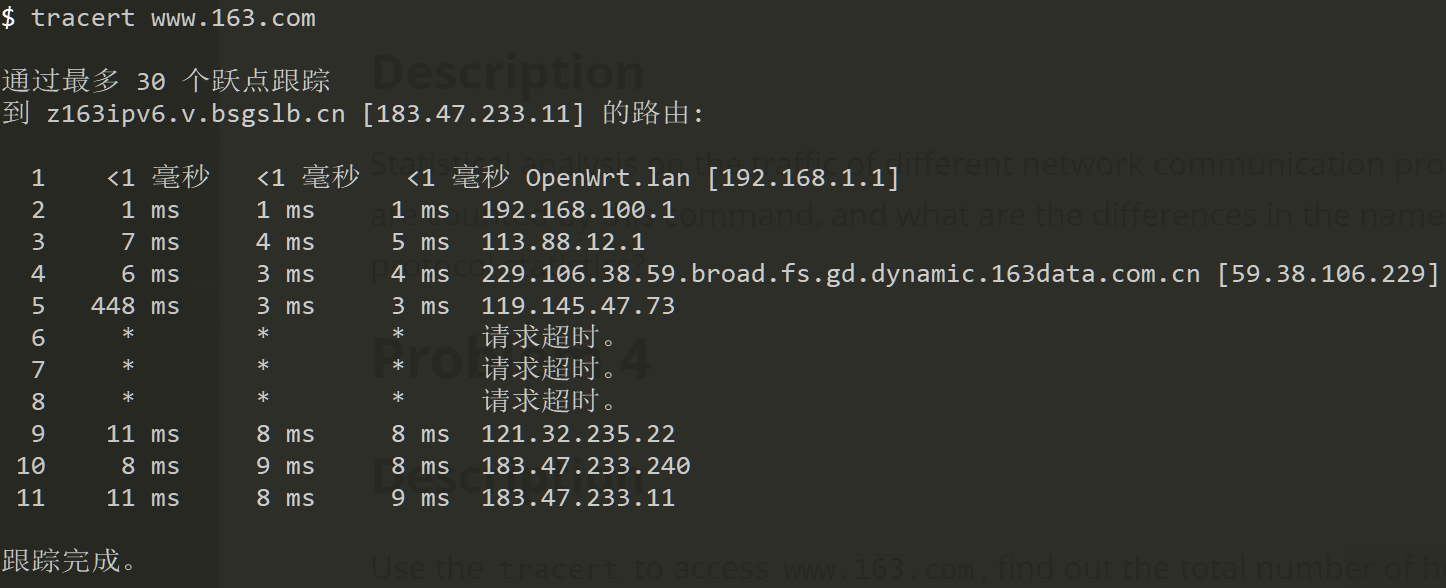 $ tracert www.163.com
Description
通过最多 30 个跃点跟踪
到 z163ipv6.v.bsgslb.cn [183.47.233.11] 的路由:
Statistical analysis on the traffic of different network communication pro
1 <1 毫秒 <1 毫秒 <1 毫秒 OpenWrt.lan [192.168.1.1]
2 1 ms 1 ms 1 ms 192.168.100.1
command, and what are the differences in the name
3 7 ms 4 ms 5 ms 113.88.12.1
4 6 ms 3 ms 4 ms 229.106.38.59.broad.fs.gd.dynamic.163data.com.cn [59.38.106.229]
5 448 ms 3 ms 3 ms 119.145.47.73
6 * * * 请求超时。
Problem 4
7 * * * 请求超时。
8 * * * 请求超时。
9 11 ms 8 ms 8 ms 121.32.235.22
10 8 ms 9 ms 8 ms 183.47.233.240
Description
11 11 ms 8 ms 9 ms 183.47.233.11
跟踪完成。
Use the tracert to access www.163.com, find out the total number of h